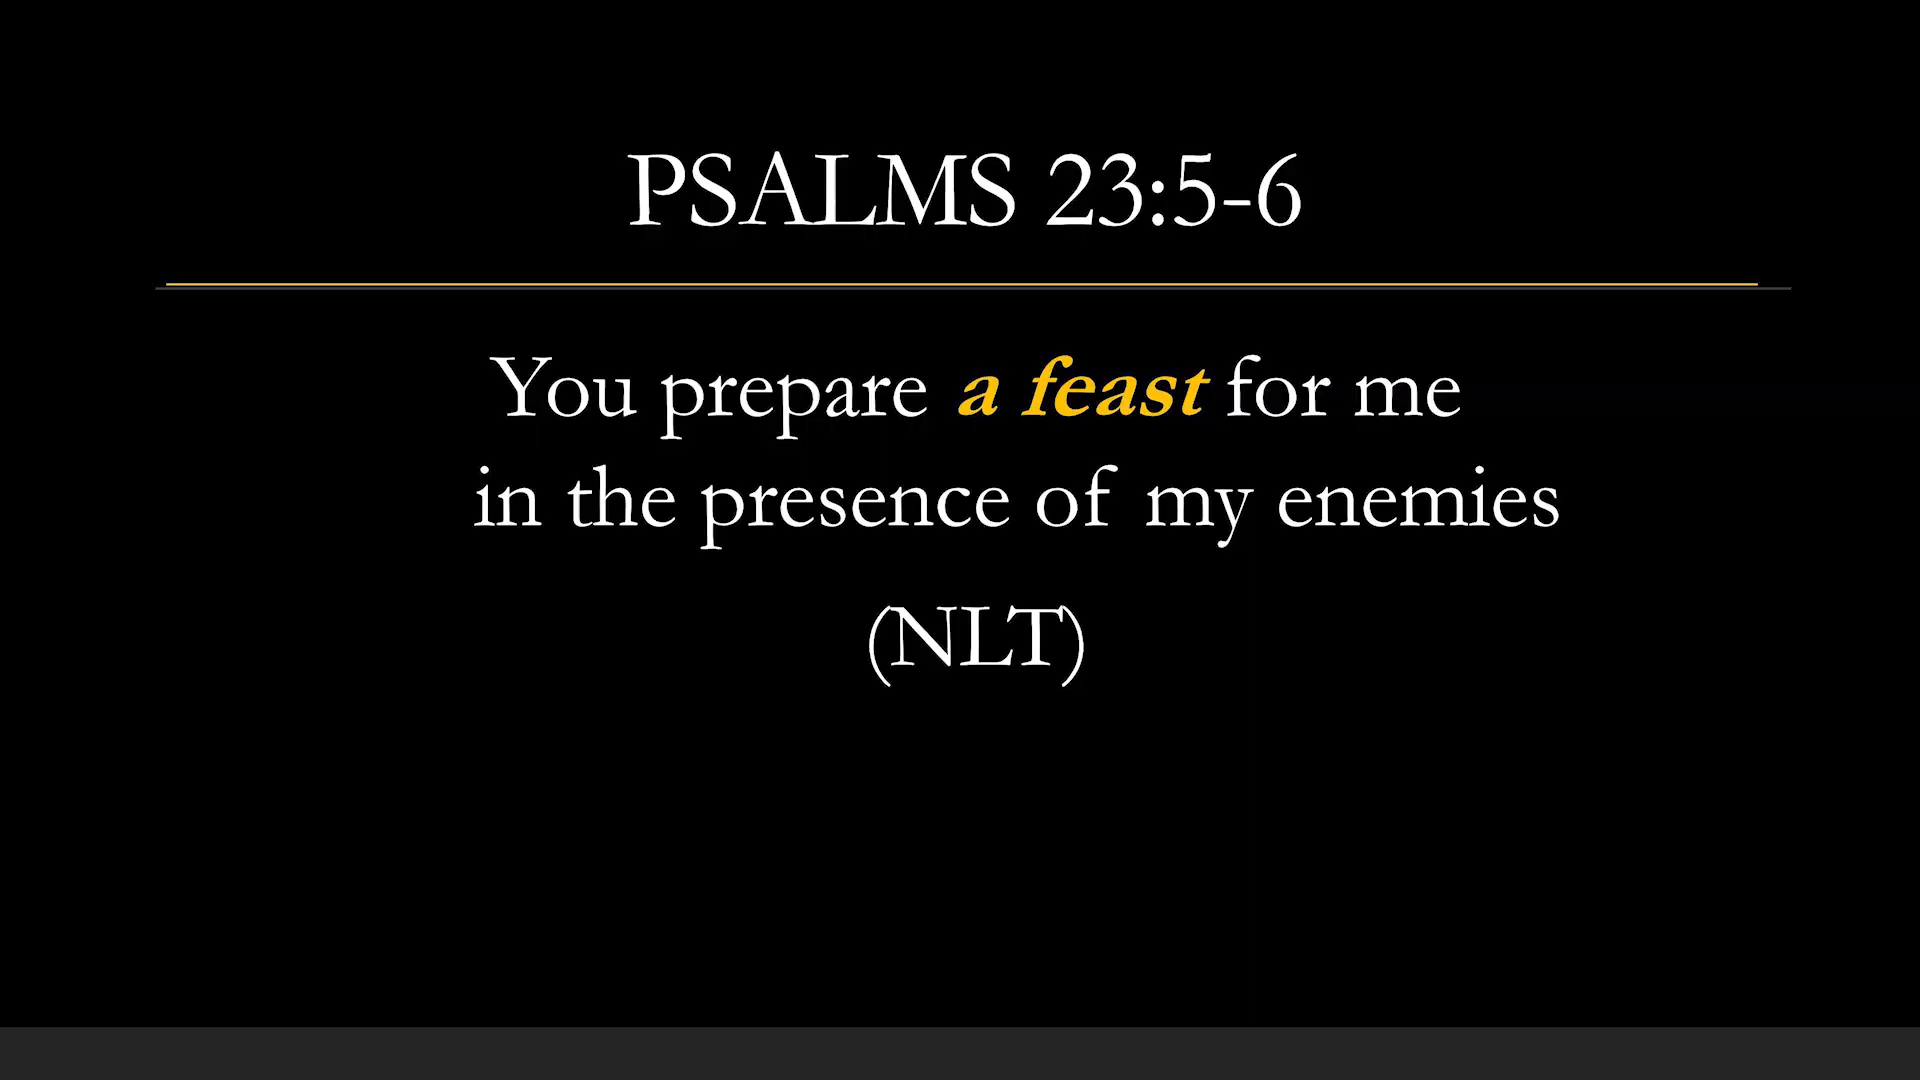 PSALMS 23:5-6
You prepare a feast for me
in the presence of my enemies
(NLT)